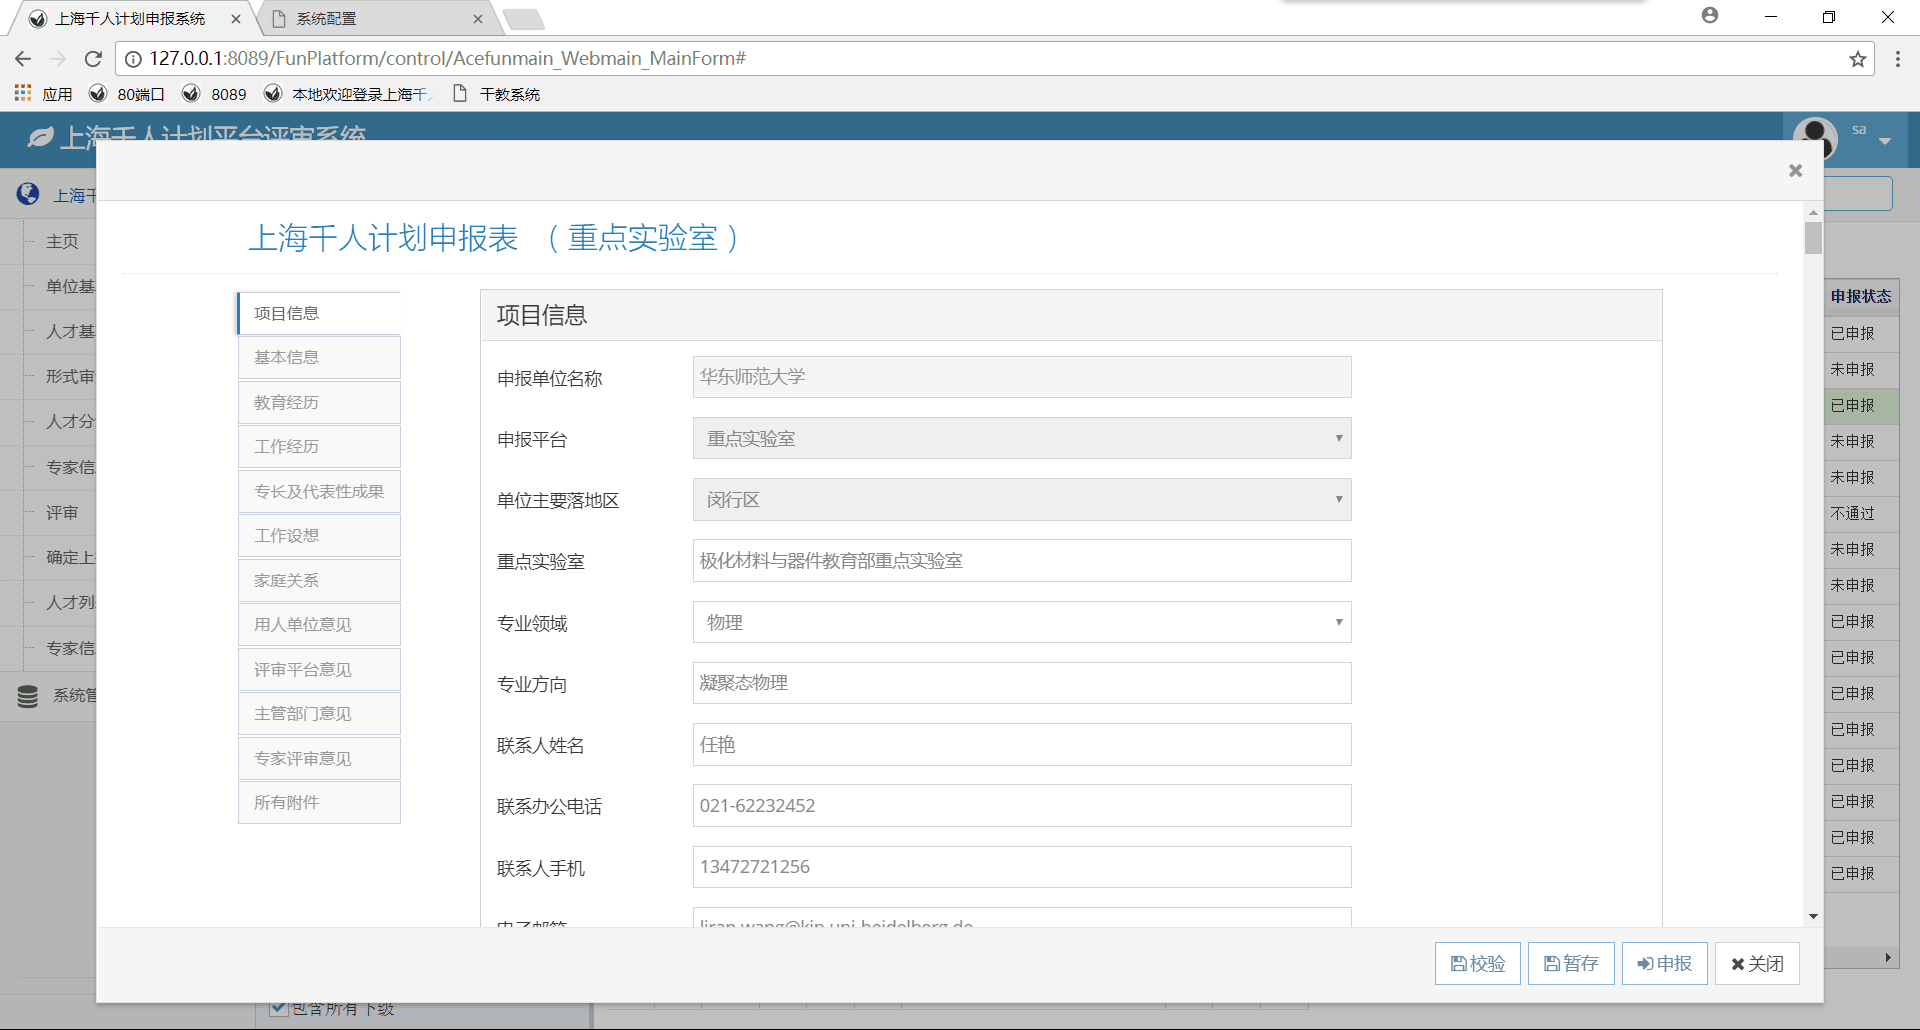 上海千人计划申报系统
系统配置
127.0.0.1:8089/FunPlatform/control/Acefunmain_Webmain_MainForm#
应用
80端口
8089
本地欢迎登录上海千人
干教系统
上海千人计划平台评审系统
sa
上海千
主页
单位基
人才基
形式审
人才分
专家信
评审
确定上
人才列
专家信
系统管
上海千人计划申报表 （重点实验室）
项目信息
基本信息
教育经历
工作经历
专长及代表性成果
工作设想
家庭关系
用人单位意见
评审平台意见
主管部门意见
专家评审意见
所有附件
项目信息
申报单位名称 华东师范大学
申报平台 重点实验室
单位主要落地区 闵行区
重点实验室 极化材料与器件教育部重点实验室
专业领域 物理
专业方向 凝聚态物理
联系人姓名 任艳
联系办公电话 021-62232452
联系人手机 13472721256
电子邮箱 liran.wang@kip.uni-heidelberg.de
申报状态
已申报
未申报
已申报
未申报
未申报
不通过
未申报
未申报
已申报
已申报
已申报
已申报
已申报
已申报
已申报
已申报
校验 暂存 申报 关闭
包含所有下级